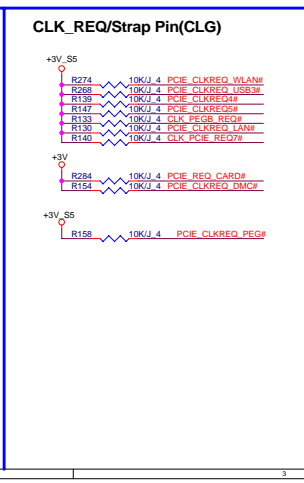 CLK_REQ/Strap Pin(CLG)
+3V_S5
R274 10K/J_4 PCIE_CLKREQ_WLAN#
R268 10K/J_4 PCIE_CLKREQ_USB3#
R139 10K/J_4 PCIE_CLKREQ4#
R147 10K/J_4 PCIE_CLKREQ5#
R133 10K/J_4 CLK_PEGB_REQ#
R130 10K/J_4 PCIE_CLKREQ_LAN#
R140 10K/J_4 CLK_PCIE_REQ7#
+3V
R284 10K/J_4 PCIE_REQ_CARD#
R154 10K/J_4 PCIE_CLKREQ_DMC#
+3V_S5
R158 10K/J_4 PCIE_CLKREQ_PEG#
3